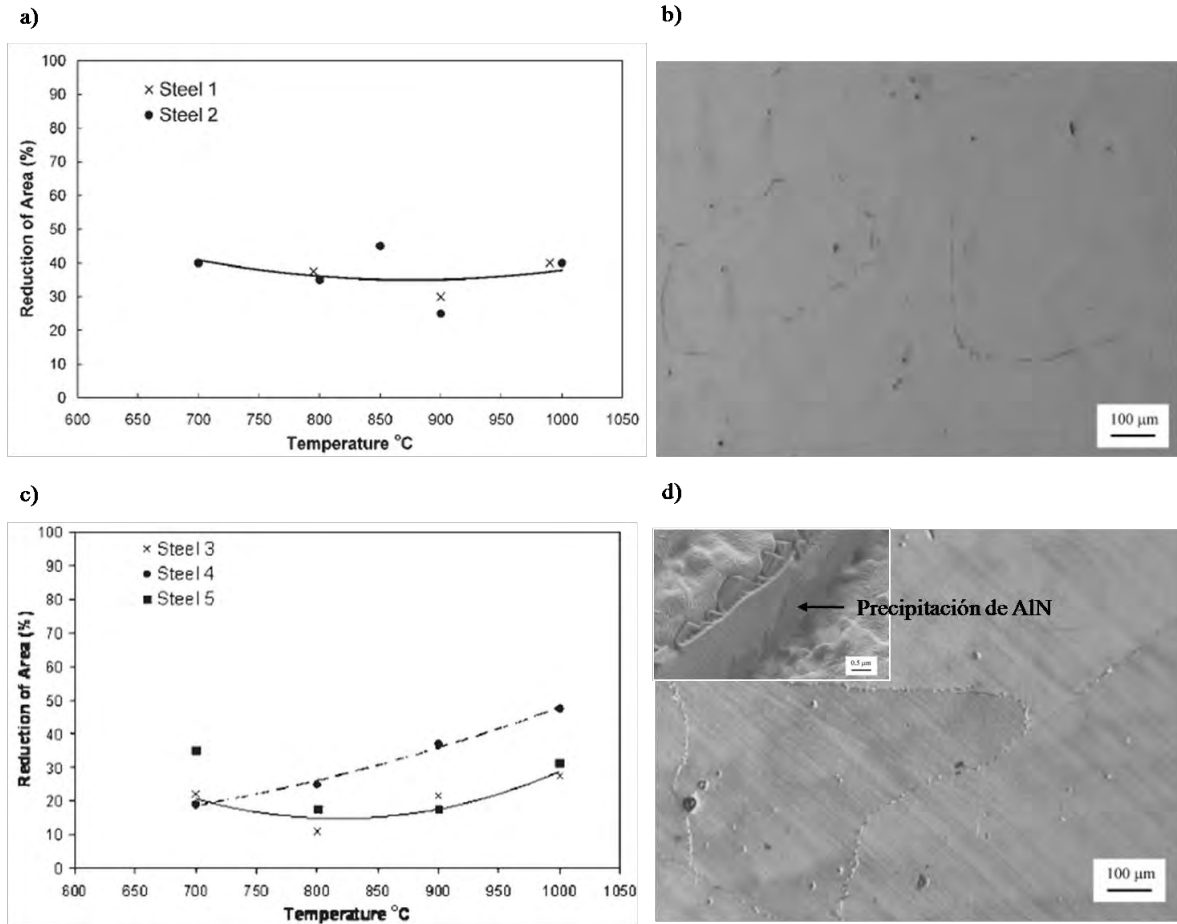 a)
b)
100
90
80
70
60
50
40
30
20
10
0
Reduction of Area (%)
× Steel 1
● Steel 2
600 650 700 750 800 850 900 950 1000 1050
Temperature °C
100 µm
c)
d)
100
90
80
70
60
50
40
30
20
10
0
Reduction of Area (%)
× Steel 3
● Steel 4
■ Steel 5
600 650 700 750 800 850 900 950 1000 1050
Temperature °C
Precipitación de AlN
0.5 µm
100 µm